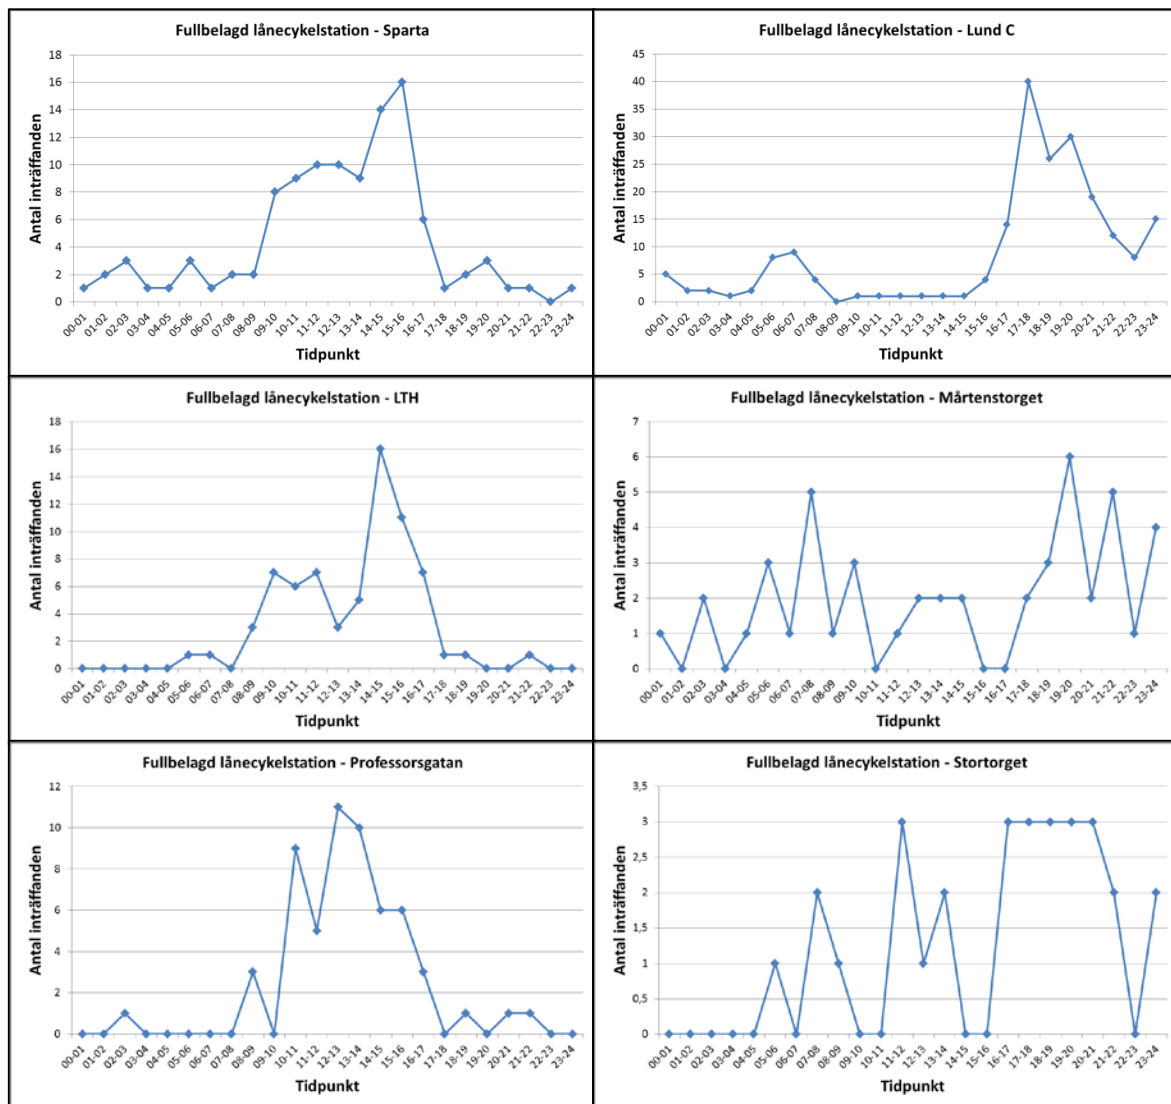 Fullbelagd lånecykelstation - Sparta
18
16
14
12
10
8
6
4
2
0
Antal inträffanden
00-01 01-02 02-03 03-04 04-05 05-06 06-07 07-08 08-09 09-10 10-11 11-12 12-13 13-14 14-15 15-16 16-17 17-18 18-19 19-20 20-21 21-22 22-23 23-24
Tidpunkt
Fullbelagd lånecykelstation - Lund C
45
40
35
30
25
20
15
10
5
0
Antal inträffanden
00-01 01-02 02-03 03-04 04-05 05-06 06-07 07-08 08-09 09-10 10-11 11-12 12-13 13-14 14-15 15-16 16-17 17-18 18-19 19-20 20-21 21-22 22-23 23-24
Tidpunkt
Fullbelagd lånecykelstation - LTH
18
16
14
12
10
8
6
4
2
0
Antal inträffanden
00-01 01-02 02-03 03-04 04-05 05-06 06-07 07-08 08-09 09-10 10-11 11-12 12-13 13-14 14-15 15-16 16-17 17-18 18-19 19-20 20-21 21-22 22-23 23-24
Tidpunkt
Fullbelagd lånecykelstation - Mårtenstorget
7
6
5
4
3
2
1
0
Antal inträffanden
00-01 01-02 02-03 03-04 04-05 05-06 06-07 07-08 08-09 09-10 10-11 11-12 12-13 13-14 14-15 15-16 16-17 17-18 18-19 19-20 20-21 21-22 22-23 23-24
Tidpunkt
Fullbelagd lånecykelstation - Professorsgatan
12
10
8
6
4
2
0
Antal inträffanden
00-01 01-02 02-03 03-04 04-05 05-06 06-07 07-08 08-09 09-10 10-11 11-12 12-13 13-14 14-15 15-16 16-17 17-18 18-19 19-20 20-21 21-22 22-23 23-24
Tidpunkt
Fullbelagd lånecykelstation - Stortorget
3,5
3
2,5
2
1,5
1
0,5
0
Antal inträffanden
00-01 01-02 02-03 03-04 04-05 05-06 06-07 07-08 08-09 09-10 10-11 11-12 12-13 13-14 14-15 15-16 16-17 17-18 18-19 19-20 20-21 21-22 22-23 23-24
Tidpunkt